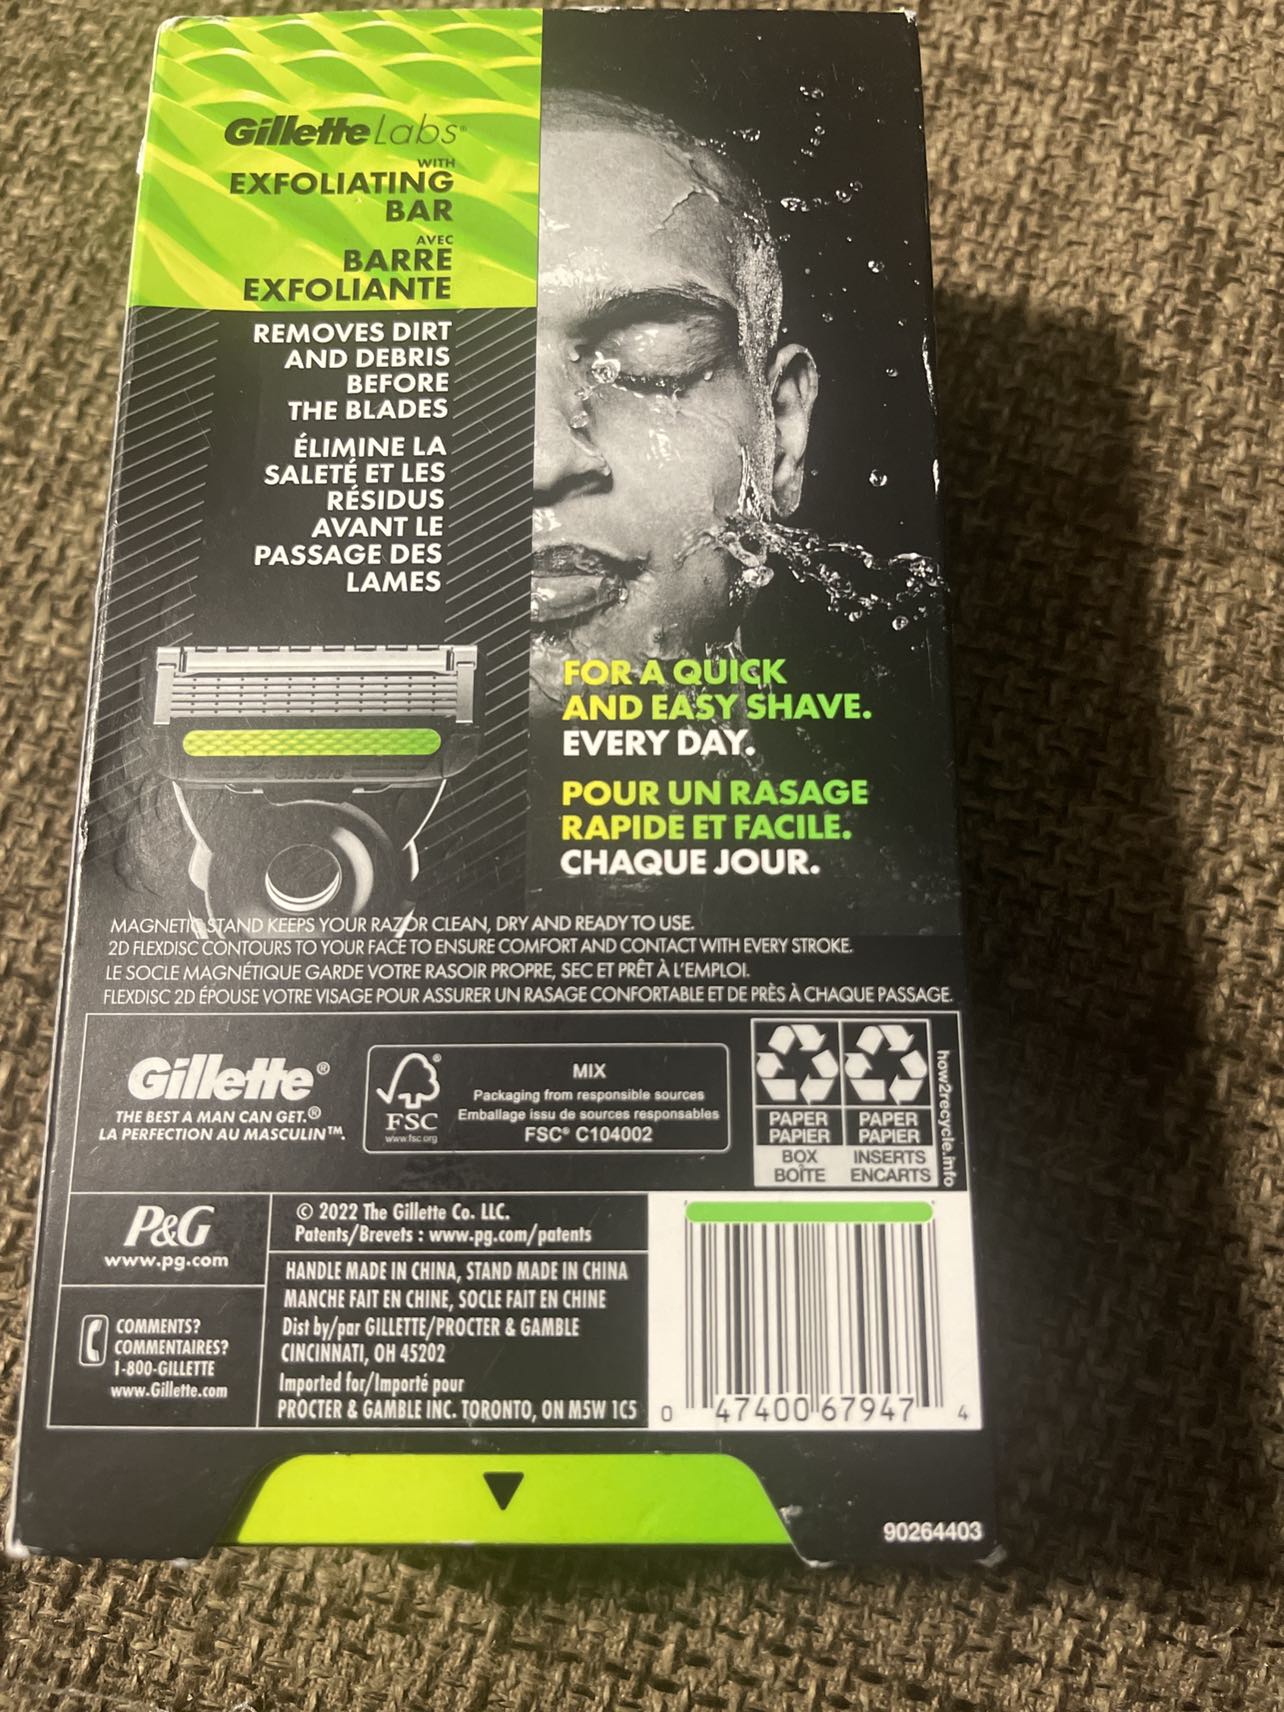 Gillette Labs®
WITH
EXFOLIATING
BAR
AVEC
BARRE
EXFOLIANTE
REMOVES DIRT
AND DEBRIS
BEFORE
THE BLADES
ÉLIMINE LA
SALETÉ ET LES
RÉSIDUS
AVANT LE
PASSAGE DES
LAMES
Gillette
FOR A QUICK
AND EASY SHAVE.
EVERY DAY.
POUR UN RASAGE
RAPIDE ET FACILE.
CHAQUE JOUR.
MAGNETIC STAND KEEPS YOUR RAZOR CLEAN, DRY AND READY TO USE.
2D FLEXDISC CONTOURS TO YOUR FACE TO ENSURE COMFORT AND CONTACT WITH EVERY STROKE.
LE SOCLE MAGNÉTIQUE GARDE VOTRE RASOIR PROPRE, SEC ET PRÊT À L'EMPLOI.
FLEXDISC 2D ÉPOUSE VOTRE VISAGE POUR ASSURER UN RASAGE CONFORTABLE ET DE PRÈS À CHAQUE PASSAGE.
Gillette®
THE BEST A MAN CAN GET.®
LA PERFECTION AU MASCULIN™.
®
FSC
www.fsc.org
MIX
Packaging from responsible sources
Emballage issu de sources responsables
FSC® C104002
PAPER
PAPIER
BOX
BOÎTE
PAPER
PAPIER
INSERTS
ENCARTS
how2recycle.info
P&G
www.pg.com
COMMENTS?
COMMENTAIRES?
1-800-GILLETTE
www.Gillette.com
© 2022 The Gillette Co. LLC.
Patents/Brevets : www.pg.com/patents
HANDLE MADE IN CHINA, STAND MADE IN CHINA
MANCHE FAIT EN CHINE, SOCLE FAIT EN CHINE
Dist by/par GILLETTE/PROCTER & GAMBLE
CINCINNATI, OH 45202
Imported for/Importé pour
PROCTER & GAMBLE INC. TORONTO, ON M5W 1C5
0 47400 67947 4
90264403